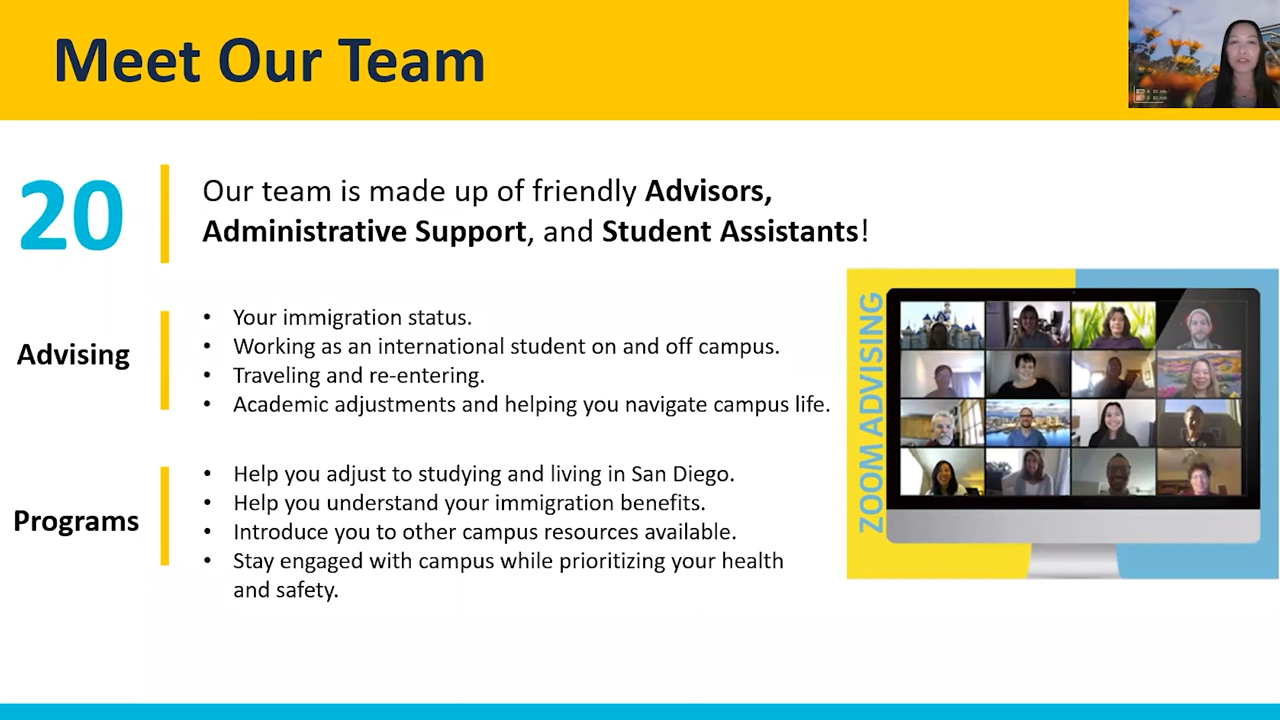 Meet Our Team
20
Our team is made up of friendly Advisors,
Administrative Support, and Student Assistants!
Advising
• Your immigration status.
• Working as an international student on and off campus.
• Traveling and re-entering.
• Academic adjustments and helping you navigate campus life.
Programs
• Help you adjust to studying and living in San Diego.
• Help you understand your immigration benefits.
• Introduce you to other campus resources available.
• Stay engaged with campus while prioritizing your health
and safety.
ZOOM ADVISING